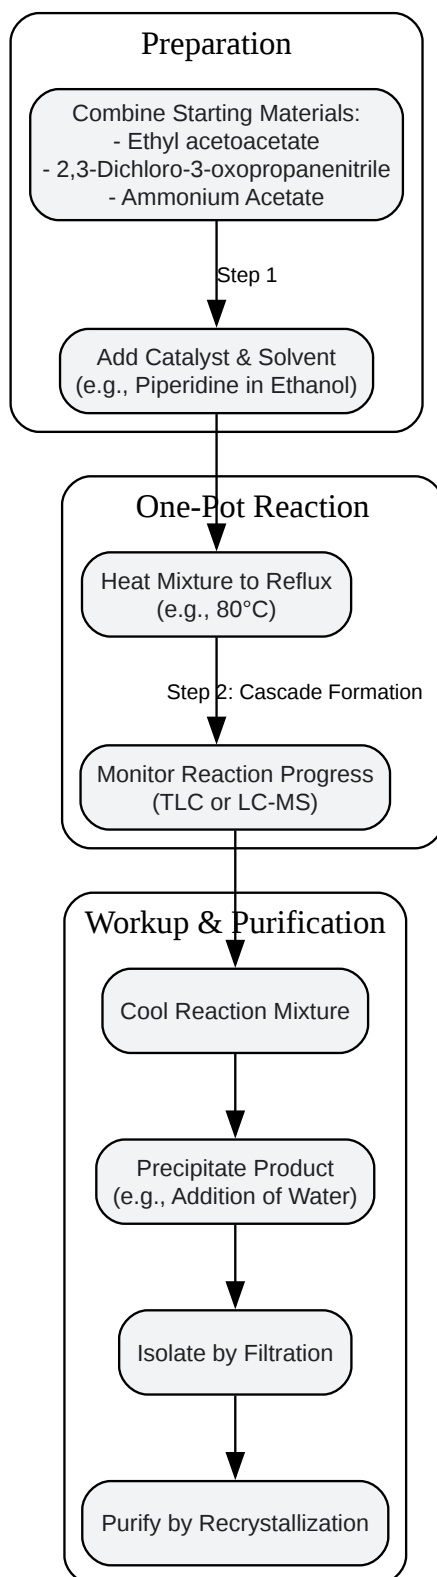 Preparation
Combine Starting Materials:
- Ethyl acetoacetate
- 2,3-Dichloro-3-oxopropanenitrile
- Ammonium Acetate
Step 1
Add Catalyst & Solvent
(e.g., Piperidine in Ethanol)
One-Pot Reaction
Heat Mixture to Reflux
(e.g., 80°C)
Step 2: Cascade Formation
Monitor Reaction Progress
(TLC or LC-MS)
Workup & Purification
Cool Reaction Mixture
Precipitate Product
(e.g., Addition of Water)
Isolate by Filtration
Purify by Recrystallization